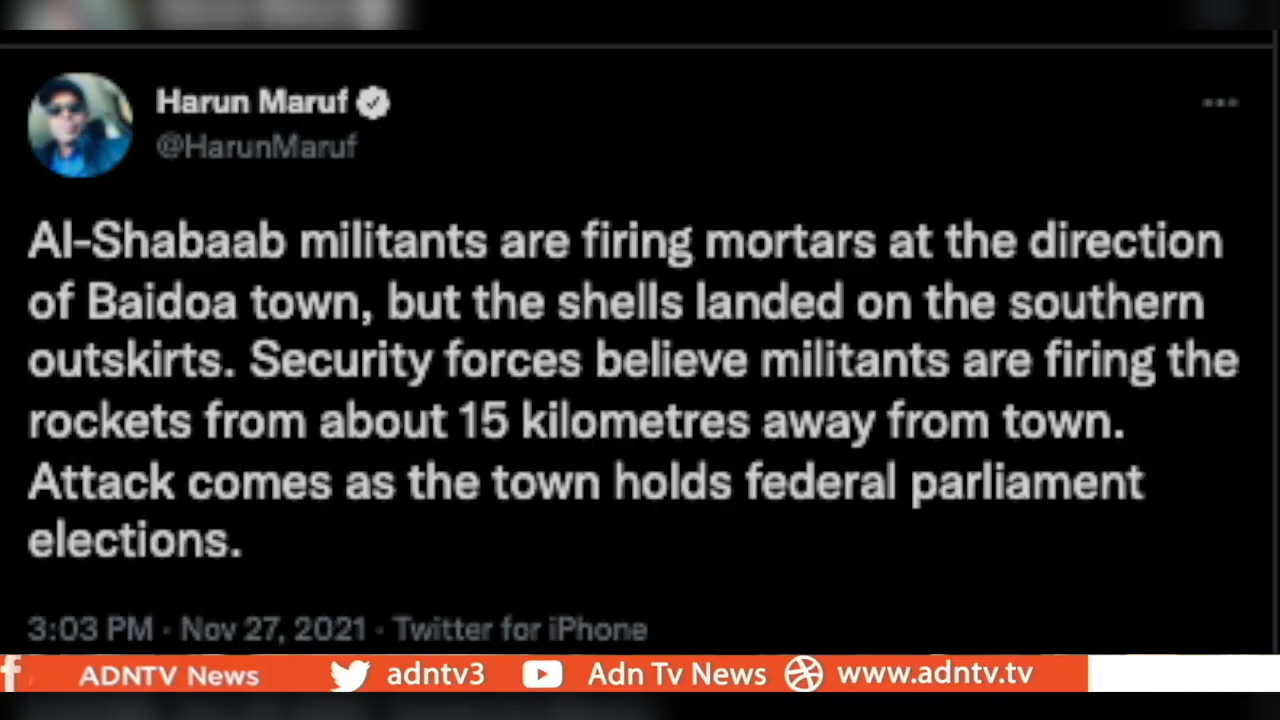 Harun Maruf
@HarunMaruf
Al-Shabaab militants are firing mortars at the direction
of Baidoa town, but the shells landed on the southern
outskirts. Security forces believe militants are firing the
rockets from about 15 kilometres away from town.
Attack comes as the town holds federal parliament
elections.
3:03 PM · Nov 27, 2021 · Twitter for iPhone
ADNTV News adntv3 Adn Tv News www.adntv.tv